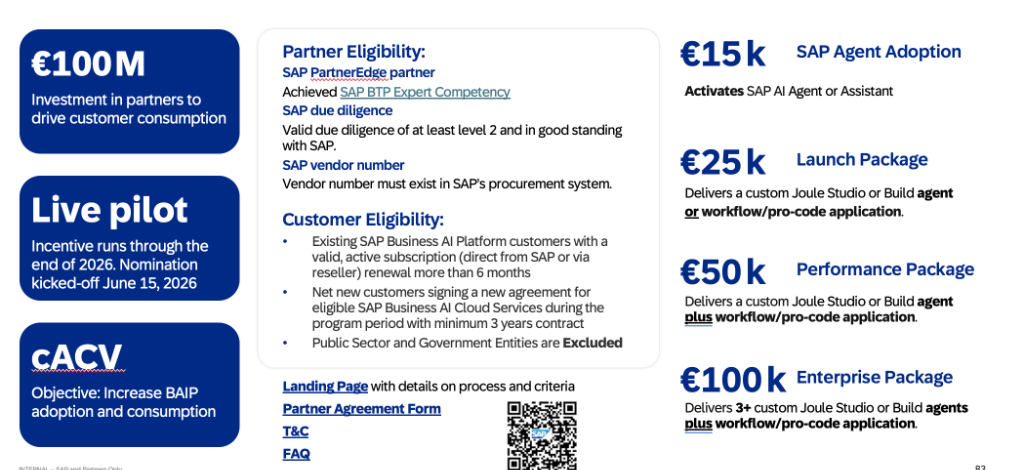 €100M
Investment in partners to
drive customer consumption
Live pilot
Incentive runs through the
end of 2026. Nomination
kicked-off June 15, 2026
cACV
Objective: Increase BAIP
adoption and consumption
Partner Eligibility:
SAP PartnerEdge partner
Achieved SAP BTP Expert Competency
SAP due diligence
Valid due diligence of at least level 2 and in good standing
with SAP.
SAP vendor number
Vendor number must exist in SAP's procurement system.
Customer Eligibility:
• Existing SAP Business AI Platform customers with a
valid, active subscription (direct from SAP or via
reseller) renewal more than 6 months
• Net new customers signing a new agreement for
eligible SAP Business AI Cloud Services during the
program period with minimum 3 years contract
• Public Sector and Government Entities are Excluded
Landing Page with details on process and criteria
Partner Agreement Form
T&C
FAQ
SAP
€15k SAP Agent Adoption
Activates SAP AI Agent or Assistant
€25k Launch Package
Delivers a custom Joule Studio or Build agent
or workflow/pro-code application.
€50k Performance Package
Delivers a custom Joule Studio or Build agent
plus workflow/pro-code application.
€100k Enterprise Package
Delivers 3+ custom Joule Studio or Build agents
plus workflow/pro-code application.
INTERNAL – SAP and Partners Only
83